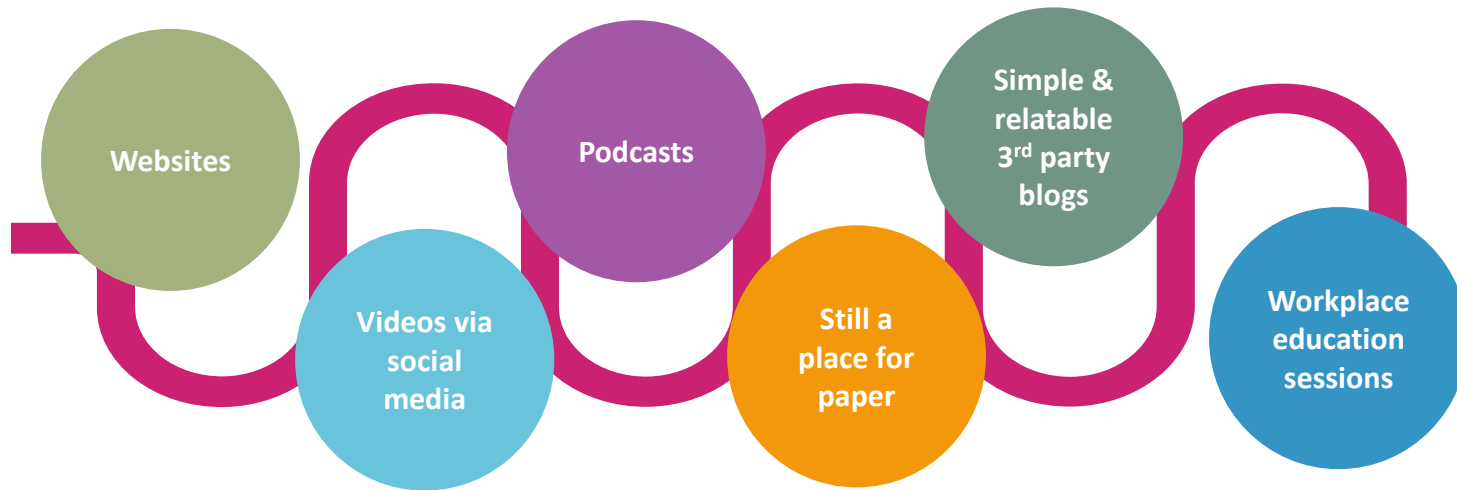 Websites
Videos via
social
media
Podcasts
Still a
place for
paper
Simple &
relatable
3rd party
blogs
Workplace
education
sessions